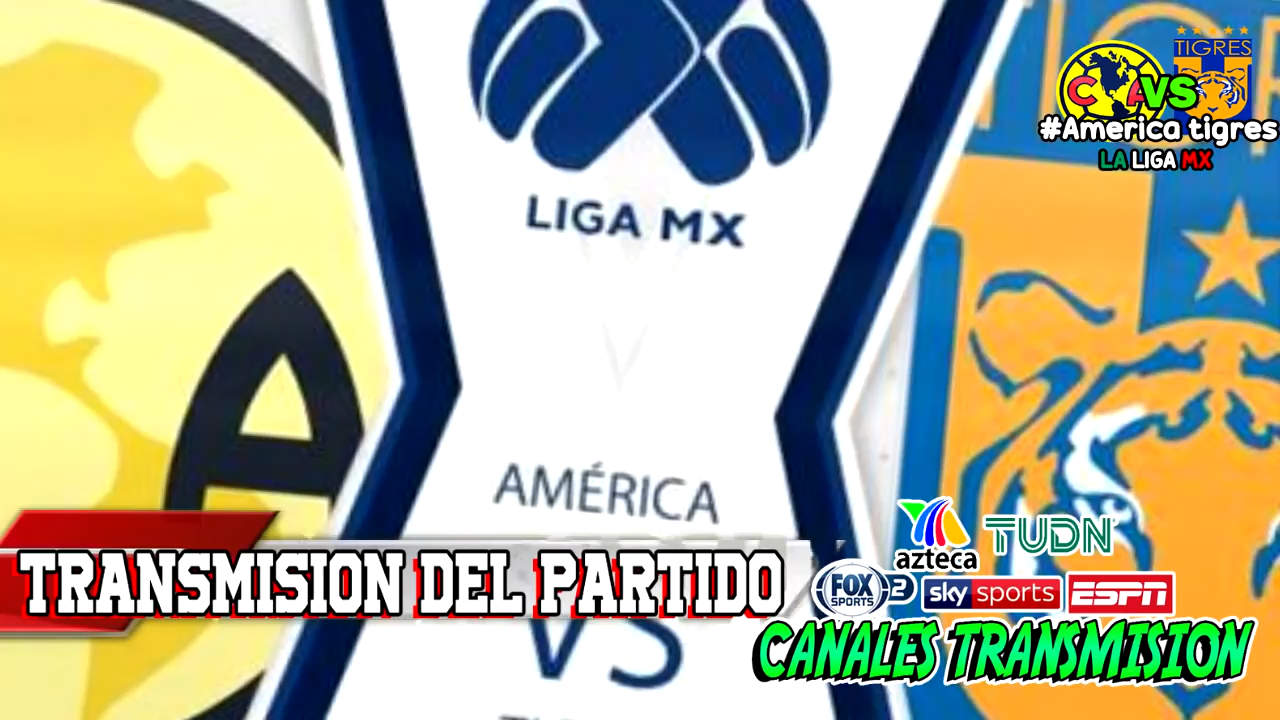 TIGRES
CA VS
#America tigres
LA LIGA MX
LIGA MX
AMÉRICA
VS
TRANSMISION DEL PARTIDO
azteca
TUDN
FOX
SPORTS 2
sky sports
ESPN
CANALES TRANSMISION